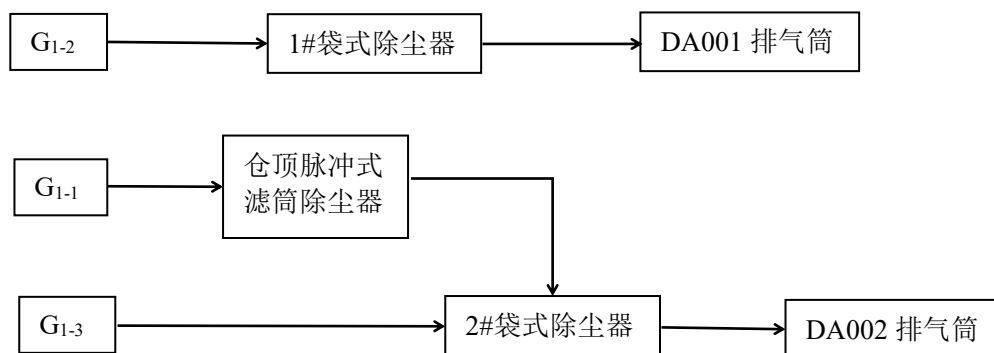 G1-2
1#袋式除尘器
DA001 排气筒
仓顶脉冲式
滤筒除尘器
G1-1
G1-3
2#袋式除尘器
DA002 排气筒